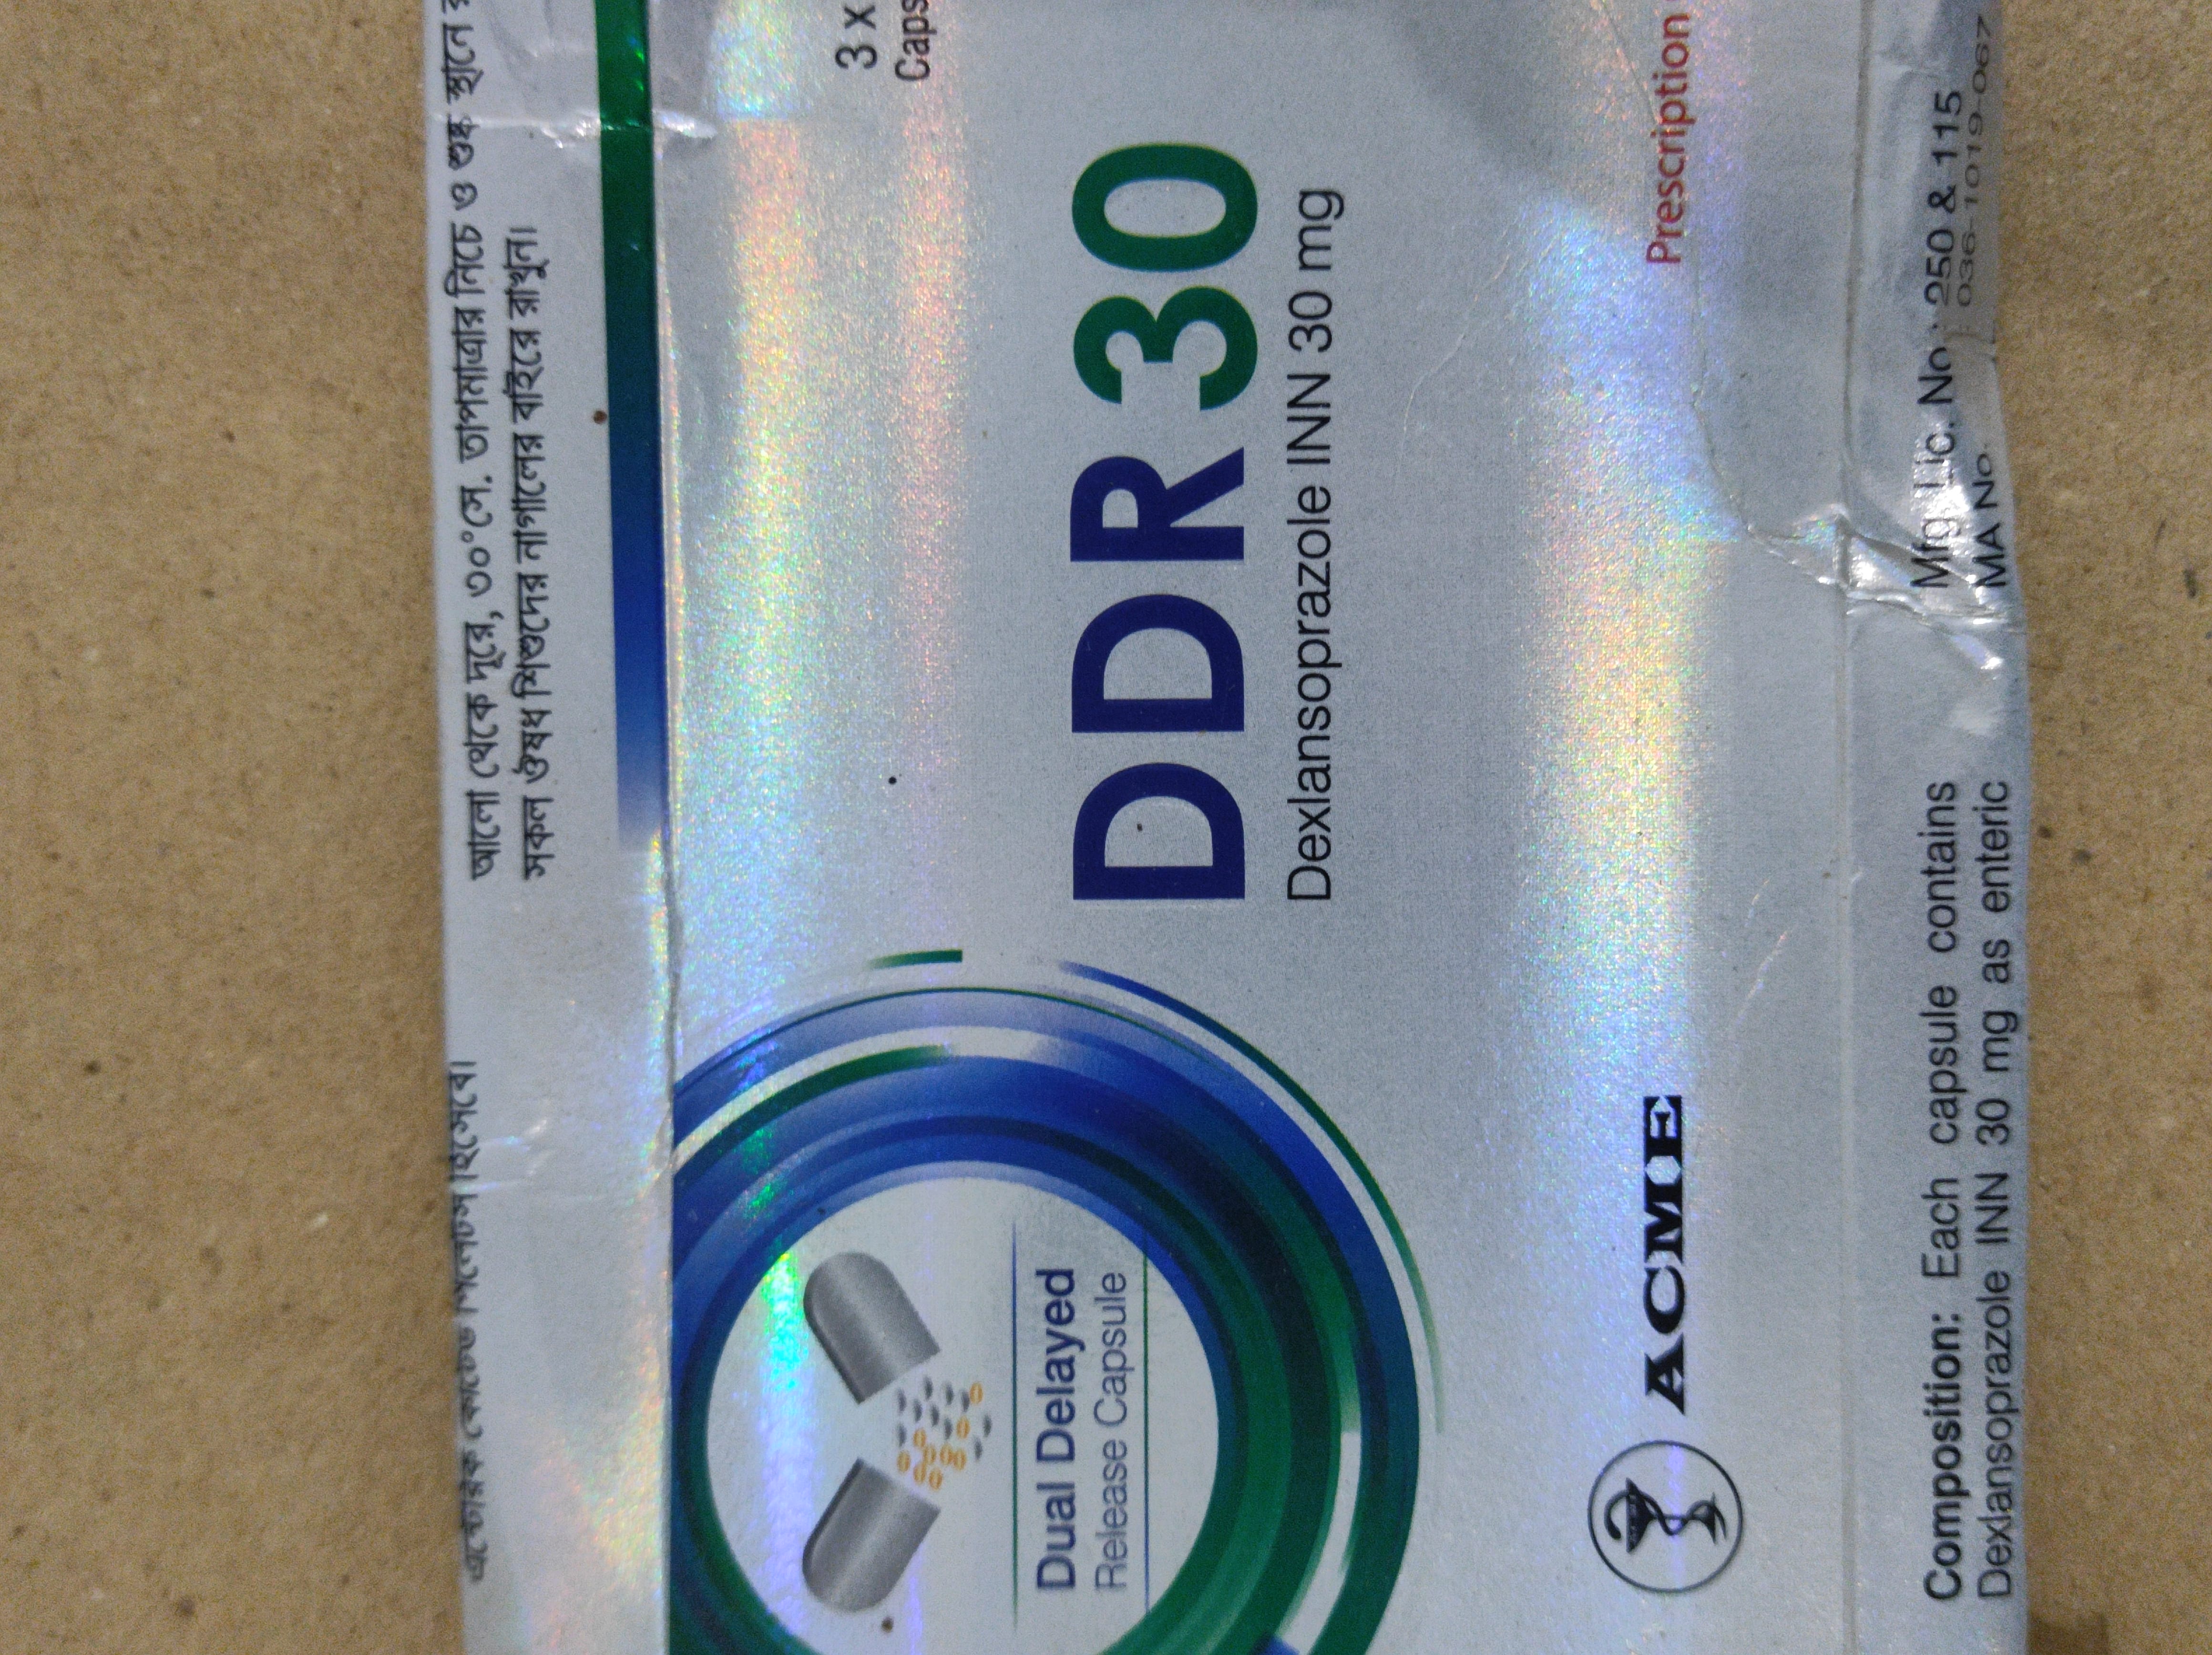 এন্টেরিক কোটেড পিলেটস হিসেবে।
আলো থেকে দূরে, ৩০°সে. তাপমাত্রার নিচে ও শুষ্ক স্থানে
সকল ঔষধ শিশুদের নাগালের বাইরে রাখুন।
3 x
Caps
Dual Delayed
Release Capsule
DDR 30
Dexlansoprazole INN 30 mg
ACME
Prescription
Composition: Each capsule contains
Dexlansoprazole INN 30 mg as enteric
Mfg. Lic. No : 250 & 115
MA No. : 036-1019-067